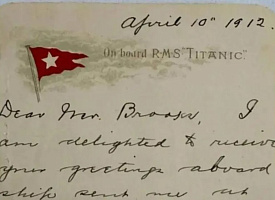 April 10th 1912.
On board R.M.S. "TITANIC".
Dear Mr. Brooks, I
am delighted to receive
your greetings aboard
ship sent me at